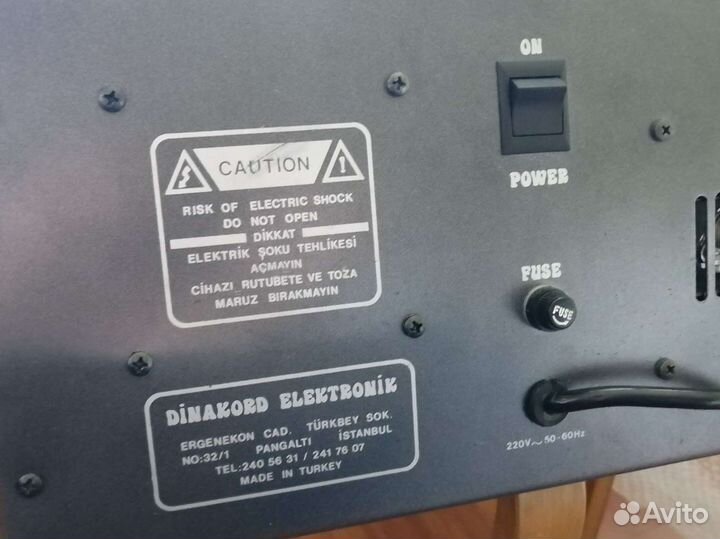 ON
POWER
CAUTION
RISK OF ELECTRIC SHOCK
DO NOT OPEN
DİKKAT
ELEKTRİK ŞOKU TEHLİKESİ
AÇMAYIN
CİHAZI RUTUBETE VE TOZA
MARUZ BIRAKMAYIN
FUSE
FUSE
220V~ 50-60Hz
DİNAKORD ELEKTRONİK
ERGENEKON CAD. TÜRKBEY SOK.
NO:32/1 PANGALTI İSTANBUL
TEL:240 56 31 / 241 76 07
MADE IN TURKEY
Avito